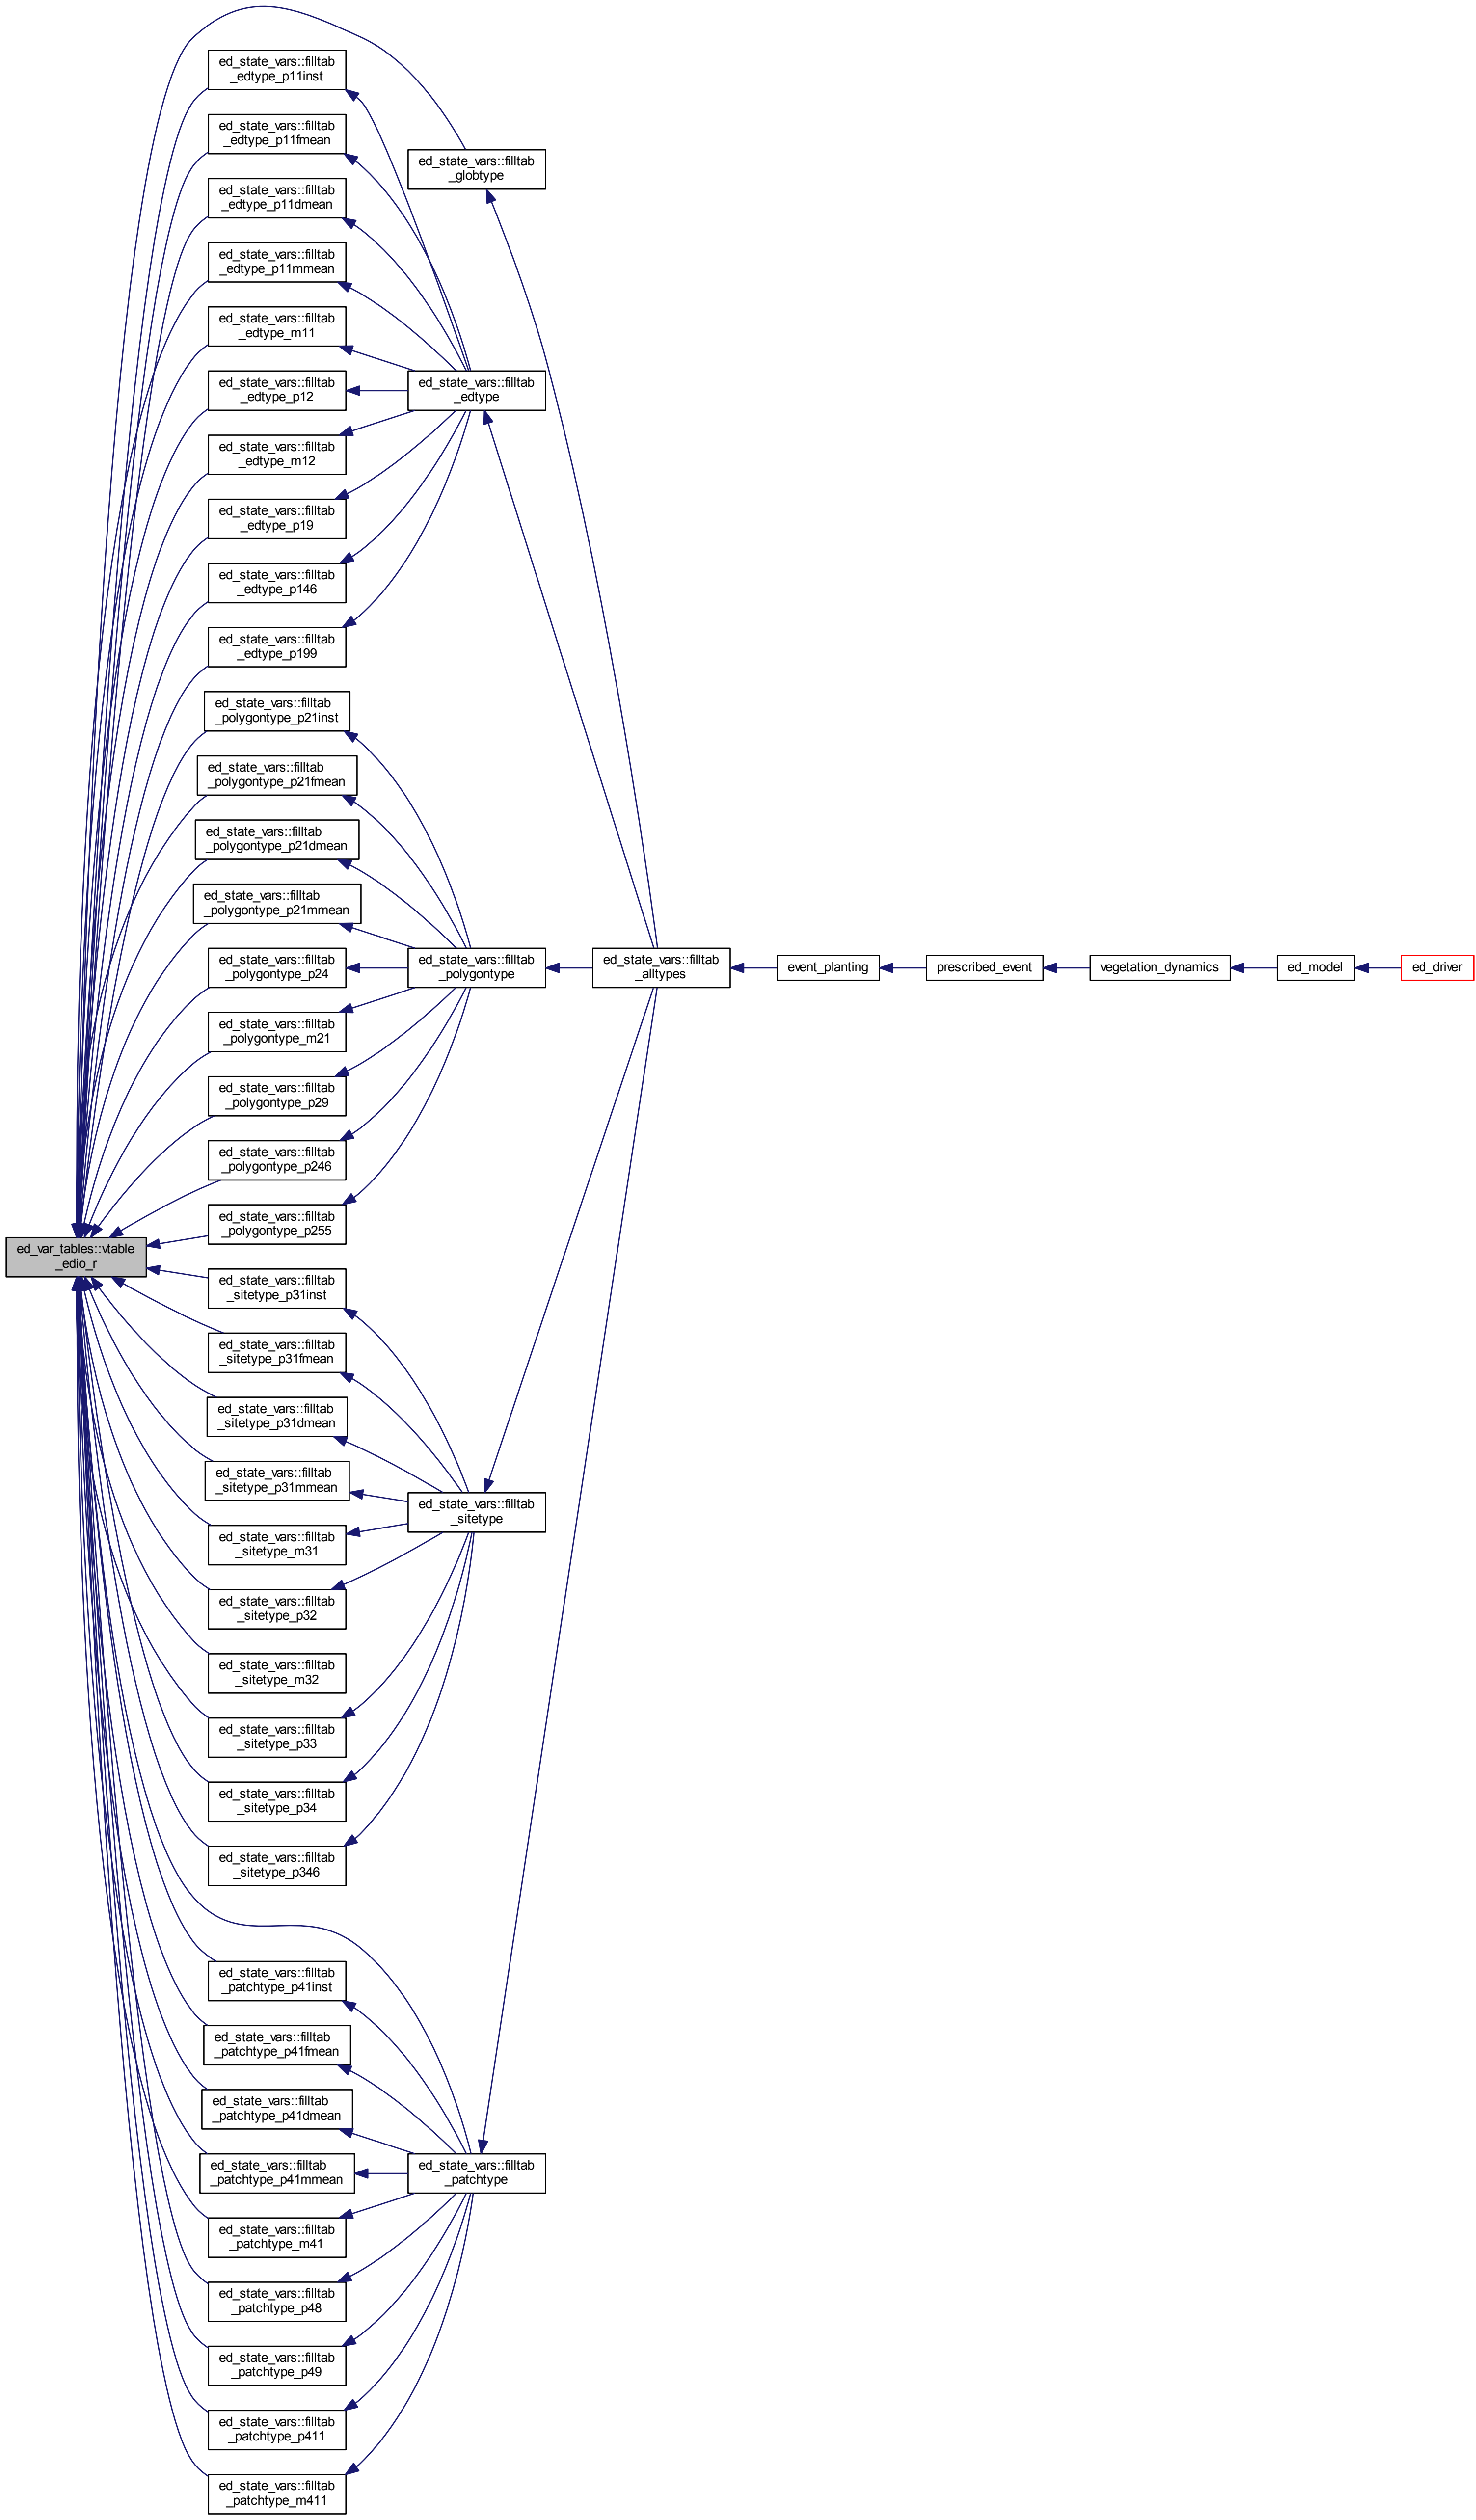 ed_state_vars::filltab
_edtype_p11inst
ed_state_vars::filltab
_edtype_p11fmean
ed_state_vars::filltab
_globtype
ed_state_vars::filltab
_edtype_p11dmean
ed_state_vars::filltab
_edtype_p11mmean
ed_state_vars::filltab
_edtype_m11
ed_state_vars::filltab
_edtype_p12
ed_state_vars::filltab
_edtype
ed_state_vars::filltab
_edtype_m12
ed_state_vars::filltab
_edtype_p19
ed_state_vars::filltab
_edtype_p146
ed_state_vars::filltab
_edtype_p199
ed_state_vars::filltab
_polygontype_p21inst
ed_state_vars::filltab
_polygontype_p21fmean
ed_state_vars::filltab
_polygontype_p21dmean
ed_state_vars::filltab
_polygontype_p21mmean
ed_state_vars::filltab
_polygontype_p24
ed_state_vars::filltab
_polygontype
ed_state_vars::filltab
_alltypes
event_planting
prescribed_event
vegetation_dynamics
ed_model
ed_driver
ed_state_vars::filltab
_polygontype_m21
ed_state_vars::filltab
_polygontype_p29
ed_state_vars::filltab
_polygontype_p246
ed_state_vars::filltab
_polygontype_p255
ed_var_tables::vtable
_edio_r
ed_state_vars::filltab
_sitetype_p31inst
ed_state_vars::filltab
_sitetype_p31fmean
ed_state_vars::filltab
_sitetype_p31dmean
ed_state_vars::filltab
_sitetype_p31mmean
ed_state_vars::filltab
_sitetype
ed_state_vars::filltab
_sitetype_m31
ed_state_vars::filltab
_sitetype_p32
ed_state_vars::filltab
_sitetype_m32
ed_state_vars::filltab
_sitetype_p33
ed_state_vars::filltab
_sitetype_p34
ed_state_vars::filltab
_sitetype_p346
ed_state_vars::filltab
_patchtype_p41inst
ed_state_vars::filltab
_patchtype_p41fmean
ed_state_vars::filltab
_patchtype_p41dmean
ed_state_vars::filltab
_patchtype_p41mmean
ed_state_vars::filltab
_patchtype
ed_state_vars::filltab
_patchtype_m41
ed_state_vars::filltab
_patchtype_p48
ed_state_vars::filltab
_patchtype_p49
ed_state_vars::filltab
_patchtype_p411
ed_state_vars::filltab
_patchtype_m411